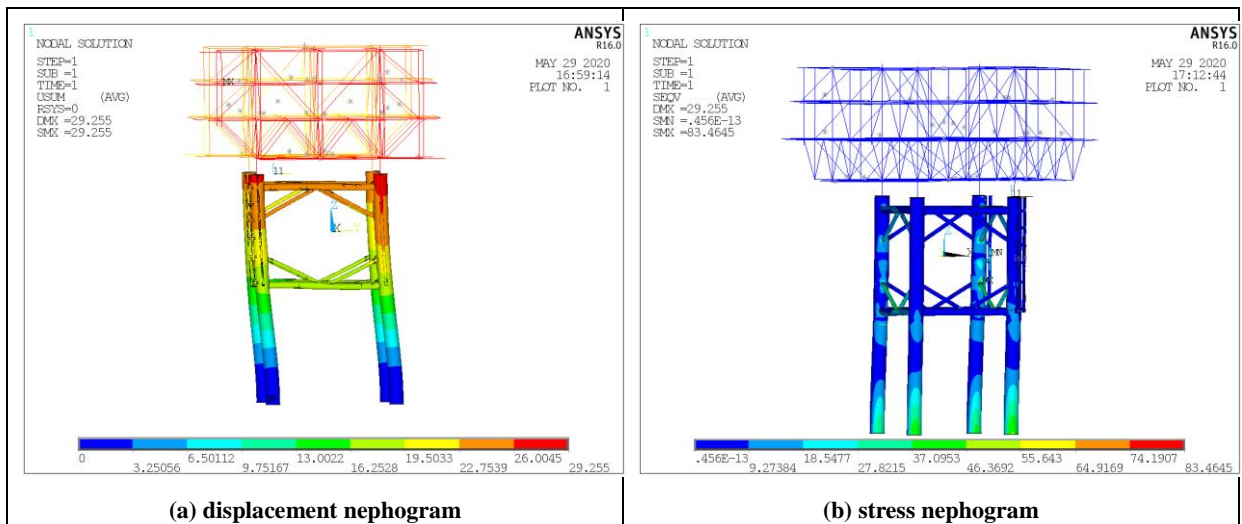 1
NODAL SOLUTION
STEP=1
SUB =1
TIME=1
USUM (AVG)
RSYS=0
DMX =29.255
SMX =29.255
ANSYS
R16.0
MAY 29 2020
16:59:14
PLOT NO. 1
MX
11
Z
X Y
0 6.50112 13.0022 19.5033 26.0045
3.25056 9.75167 16.2528 22.7539 29.255
(a) displacement nephogram
1
NODAL SOLUTION
STEP=1
SUB =1
TIME=1
SEQV (AVG)
DMX =29.255
SMN =.456E-13
SMX =83.4645
ANSYS
R16.0
MAY 29 2020
17:12:44
PLOT NO. 1
MN
.456E-13 18.5477 37.0953 55.643 74.1907
9.27384 27.8215 46.3692 64.9169 83.4645
(b) stress nephogram